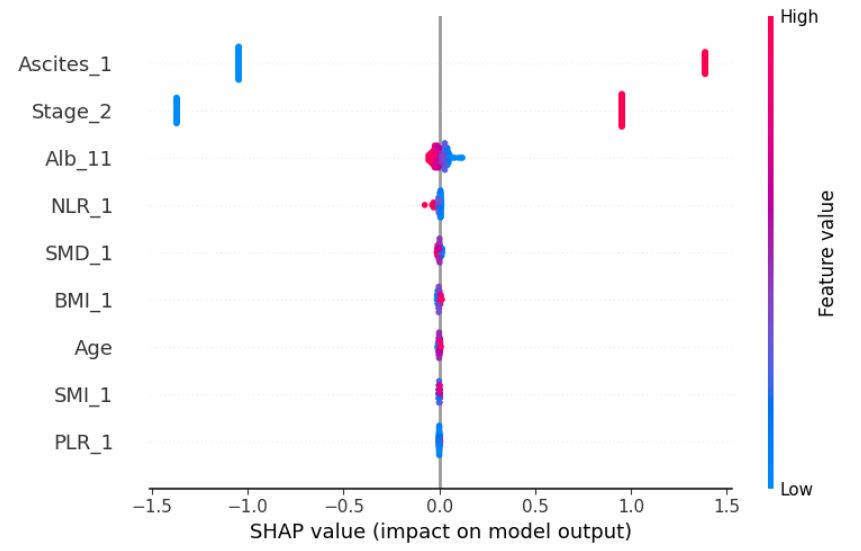 High
Ascites_1
Stage_2
Alb_11
NLR_1
SMD_1
BMI_1
Age
SMI_1
PLR_1
Feature value
Low
−1.5 −1.0 −0.5 0.0 0.5 1.0 1.5
SHAP value (impact on model output)